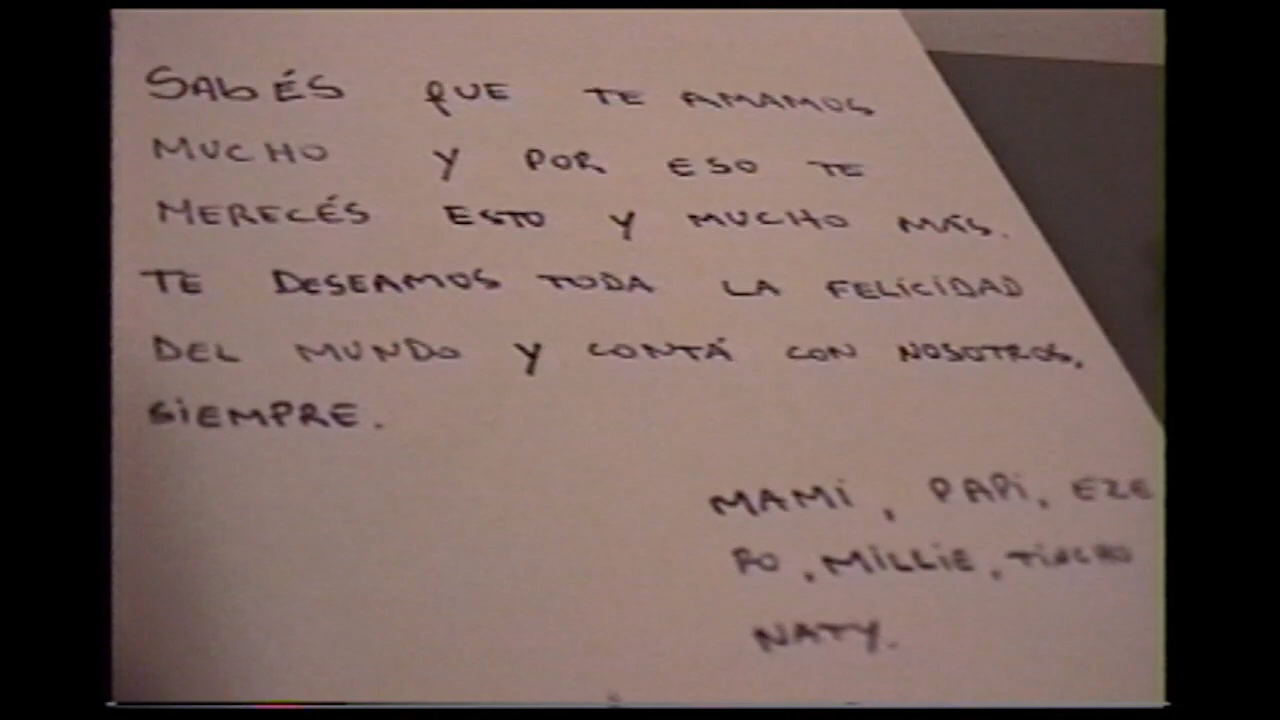 SABÉS QUE TE AMAMOS
MUCHO Y POR ESO TE
MERECÉS ESTO Y MUCHO MÁS.
TE DESEAMOS TODA LA FELICIDAD
DEL MUNDO Y CONTÁ CON NOSOTROS,
SIEMPRE.
MAMI, PAPI, EZE
RO, MILLIE, TINCHO
NATY.